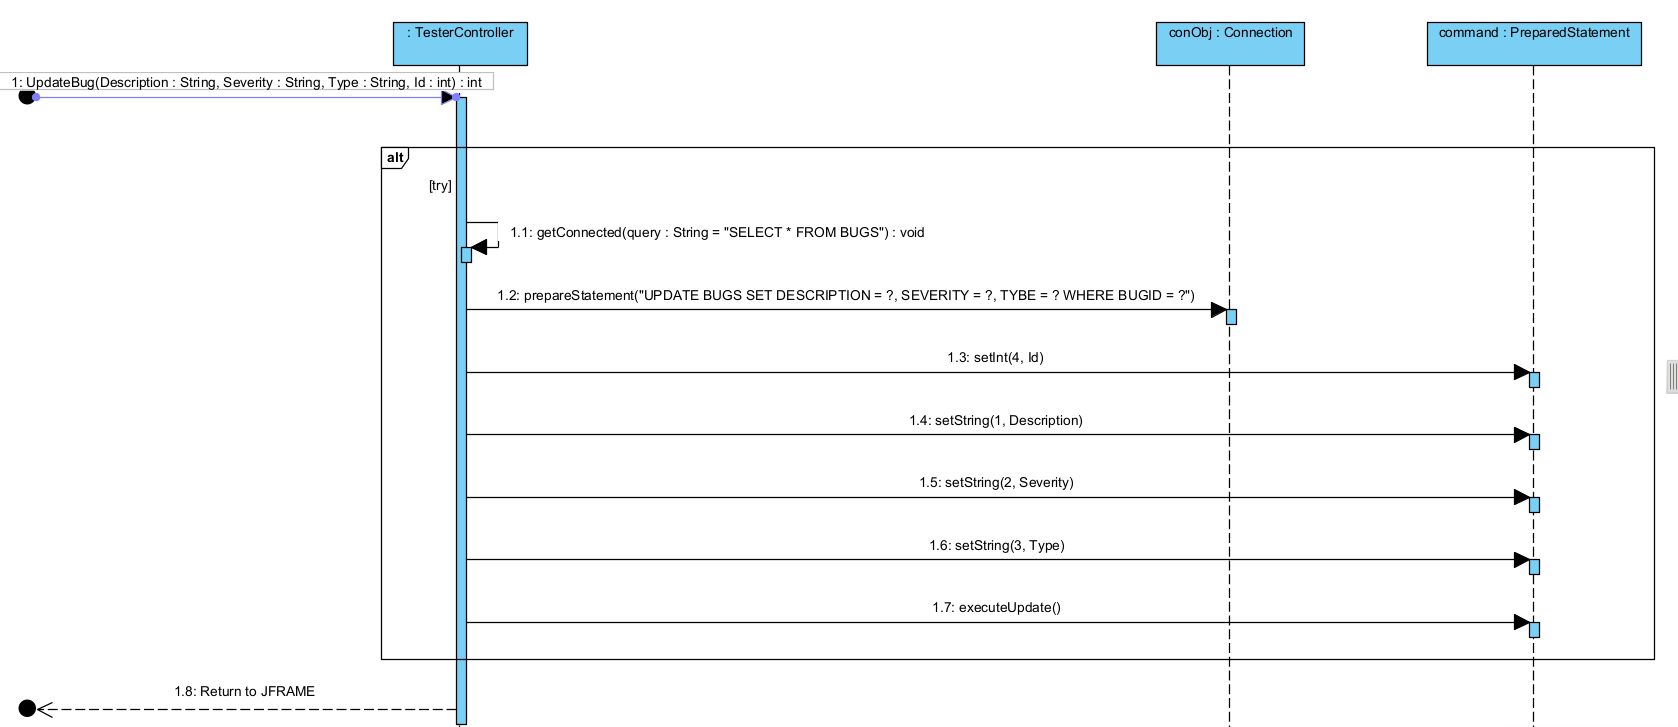 : TesterController
conObj : Connection
command : PreparedStatement
1: UpdateBug(Description : String, Severity : String, Type : String, Id : int) : int
alt
[try]
1.1: getConnected(query : String = "SELECT * FROM BUGS") : void
1.2: prepareStatement("UPDATE BUGS SET DESCRIPTION = ?, SEVERITY = ?, TYBE = ? WHERE BUGID = ?")
1.3: setInt(4, Id)
1.4: setString(1, Description)
1.5: setString(2, Severity)
1.6: setString(3, Type)
1.7: executeUpdate()
1.8: Return to JFRAME